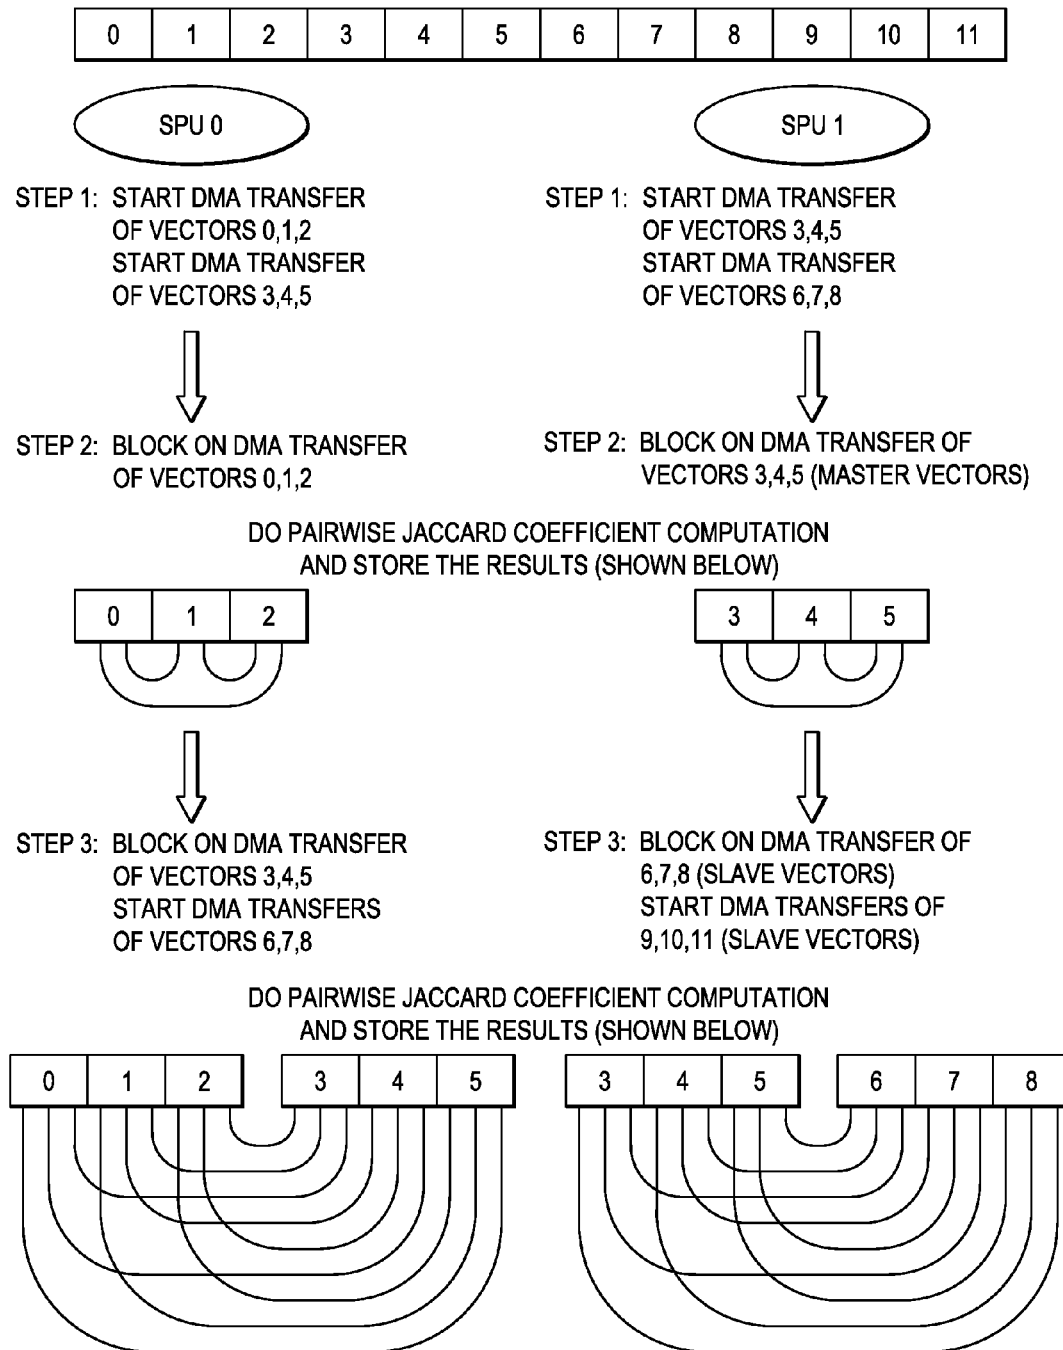 0 1 2 3 4 5 6 7 8 9 10 11
SPU 0
SPU 1
STEP 1: START DMA TRANSFER
OF VECTORS 0,1,2
START DMA TRANSFER
OF VECTORS 3,4,5
STEP 1: START DMA TRANSFER
OF VECTORS 3,4,5
START DMA TRANSFER
OF VECTORS 6,7,8
STEP 2: BLOCK ON DMA TRANSFER
OF VECTORS 0,1,2
STEP 2: BLOCK ON DMA TRANSFER OF
VECTORS 3,4,5 (MASTER VECTORS)
DO PAIRWISE JACCARD COEFFICIENT COMPUTATION
AND STORE THE RESULTS (SHOWN BELOW)
0 1 2
3 4 5
STEP 3: BLOCK ON DMA TRANSFER
OF VECTORS 3,4,5
START DMA TRANSFERS
OF VECTORS 6,7,8
STEP 3: BLOCK ON DMA TRANSFER OF
6,7,8 (SLAVE VECTORS)
START DMA TRANSFERS OF
9,10,11 (SLAVE VECTORS)
DO PAIRWISE JACCARD COEFFICIENT COMPUTATION
AND STORE THE RESULTS (SHOWN BELOW)
0 1 2 3 4 5
3 4 5 6 7 8